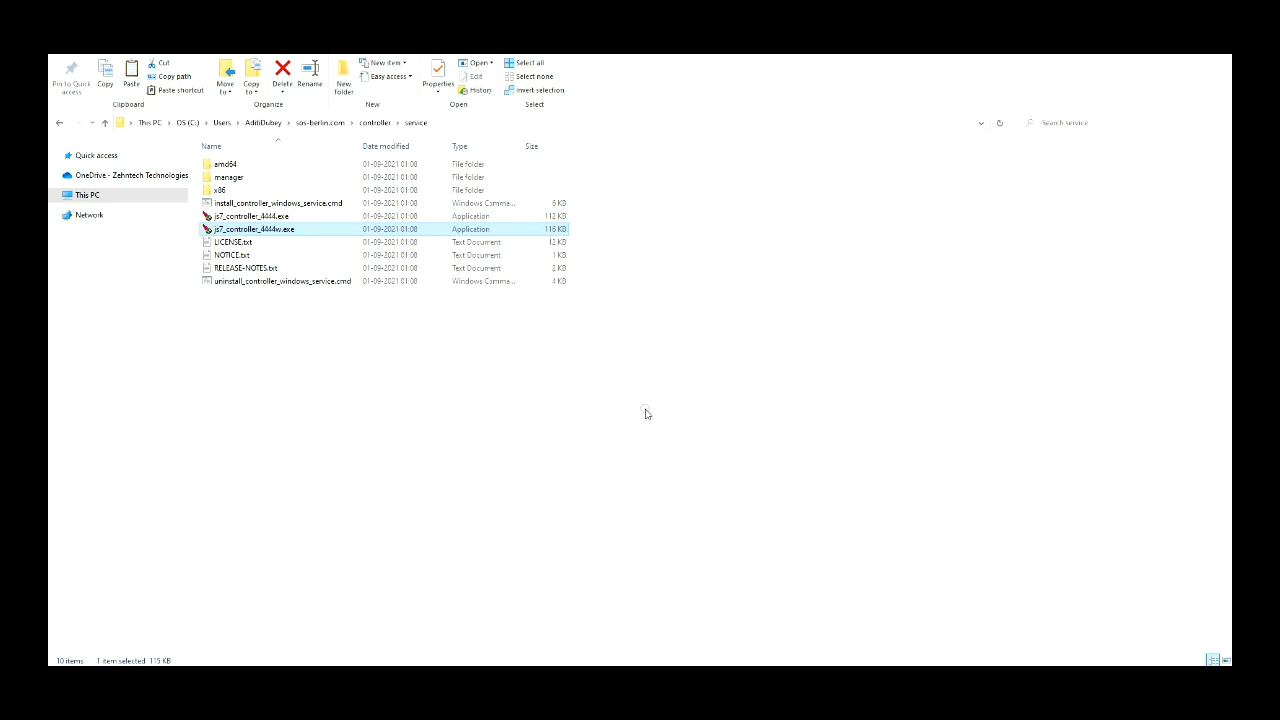 Pin to Quick access
Copy
Paste
Cut
Copy path
Paste shortcut
Clipboard
Move to
Copy to
Delete
Rename
Organize
New folder
New item
Easy access
New
Properties
Open
Edit
History
Open
Select all
Select none
Invert selection
Select
This PC > OS (C:) > Users > AditiDubey > sos-berlin.com > controller > service
Search service
Quick access
OneDrive - Zehntech Technologies
This PC
Network
Name Date modified Type Size
amd64 01-09-2021 01:08 File folder
manager 01-09-2021 01:08 File folder
x86 01-09-2021 01:08 File folder
install_controller_windows_service.cmd 01-09-2021 01:08 Windows Comma... 6 KB
js7_controller_4444.exe 01-09-2021 01:08 Application 112 KB
js7_controller_4444w.exe 01-09-2021 01:08 Application 116 KB
LICENSE.txt 01-09-2021 01:08 Text Document 12 KB
NOTICE.txt 01-09-2021 01:08 Text Document 1 KB
RELEASE-NOTES.txt 01-09-2021 01:08 Text Document 2 KB
uninstall_controller_windows_service.cmd 01-09-2021 01:08 Windows Comma... 4 KB
10 items 1 item selected 115 KB